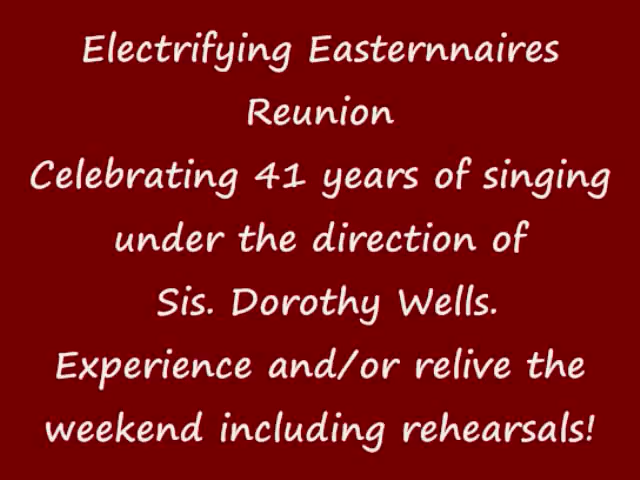 Electrifying Easternnaires
Reunion
Celebrating 41 years of singing
under the direction of
Sis. Dorothy Wells.
Experience and/or relive the
weekend including rehearsals!